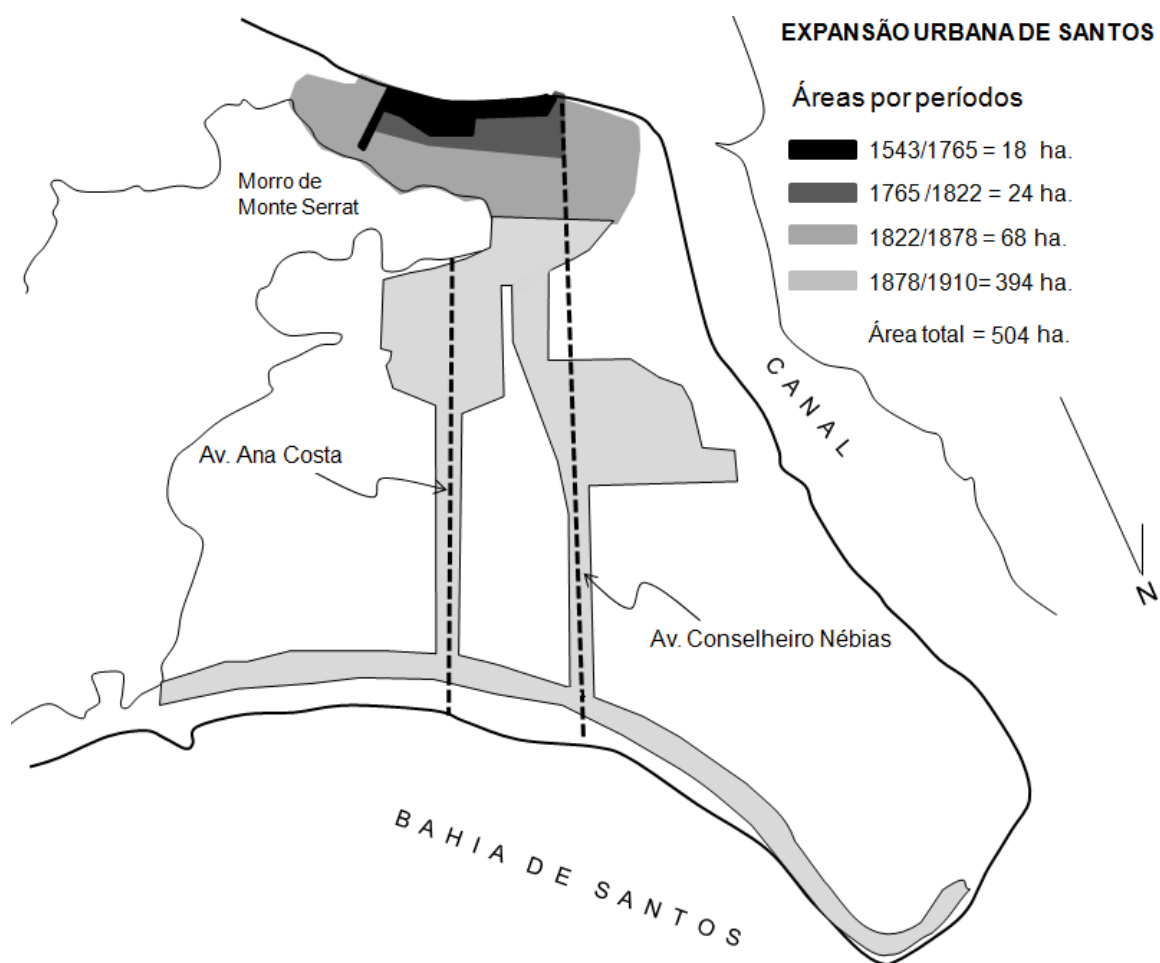 EXPANSÃO URBANA DE SANTOS
Áreas por períodos
1543/1765 = 18 ha.
1765/1822 = 24 ha.
1822/1878 = 68 ha.
1878/1910= 394 ha.
Área total = 504 ha.
Morro de
Monte Serrat
CANAL
Av. Ana Costa
N
Av. Conselheiro Nébias
BAHIA DE SANTOS